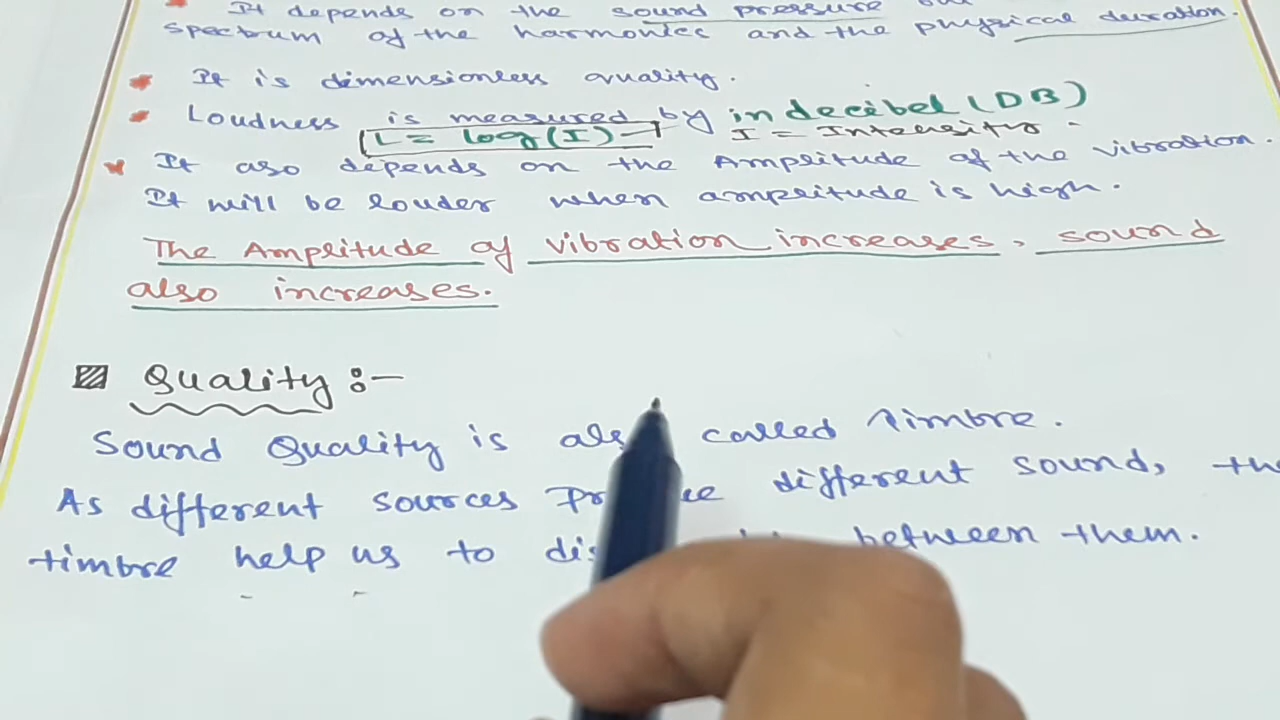 It depends on the sound pressure
spectrum of the harmonics and the physical duration.
It is dimensionless quality.
Loudness is measured by in decibel (DB)
L = log(I) I = Intensity
It also depends on the Amplitude of the vibration.
It will be louder when amplitude is high.
The Amplitude of vibration increases, sound
also increases.
Quality :-
Sound Quality is called Timbre.
As different sources different sound, the
timbre help us to between them.